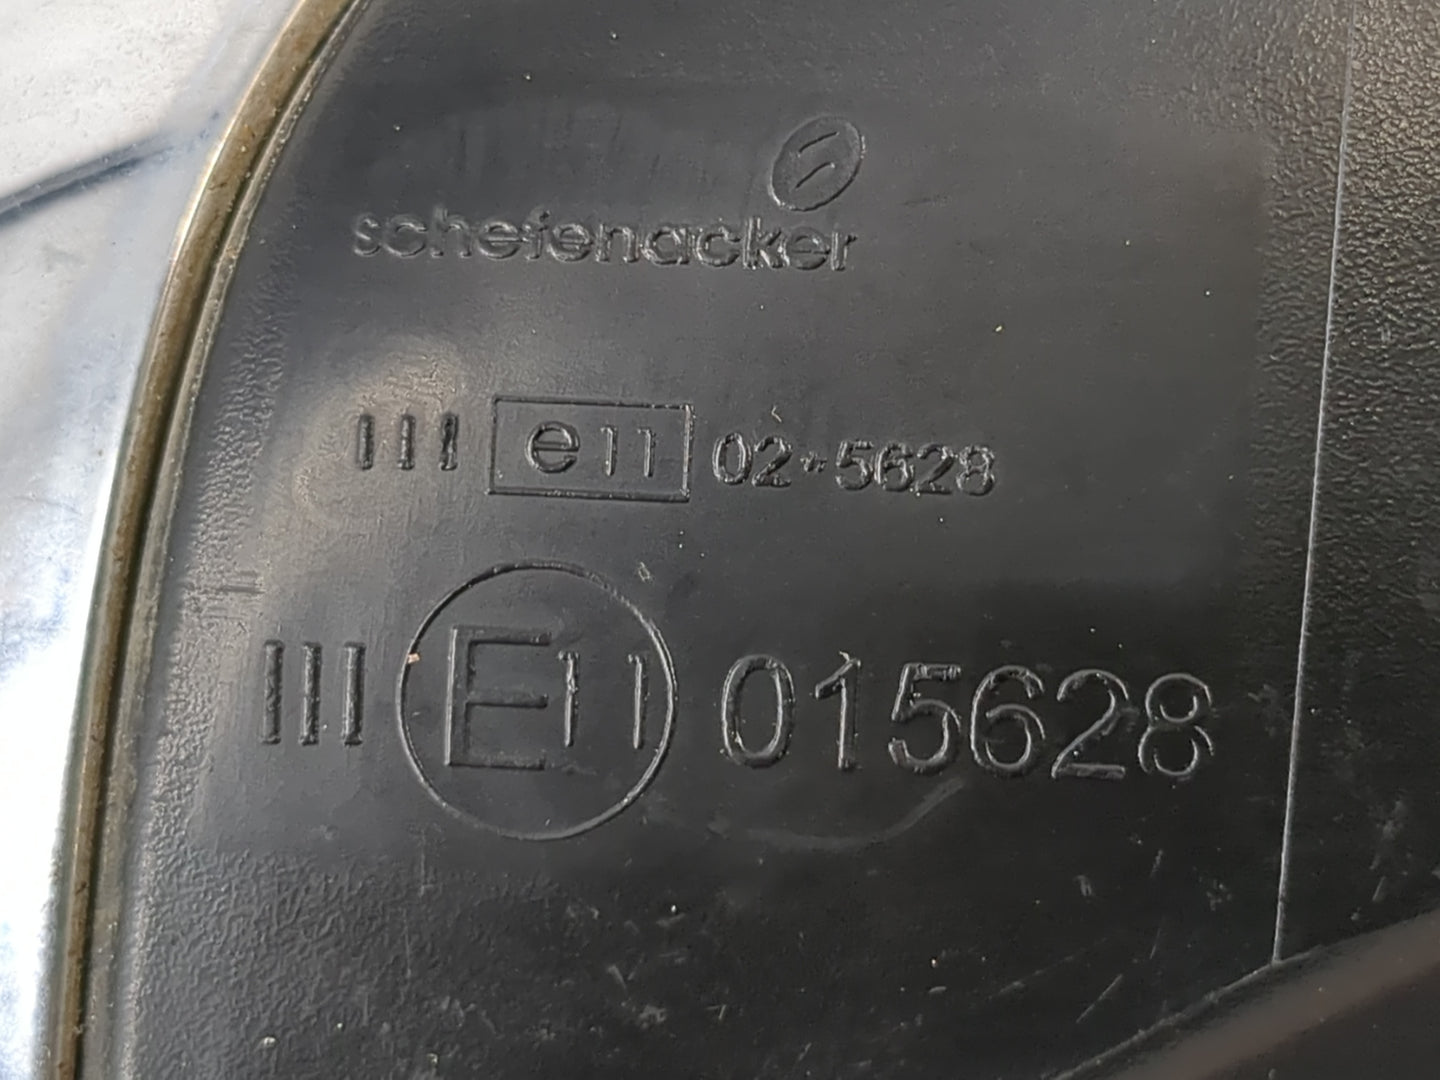 schefenacker
III e11 02*5628
III E11 015628